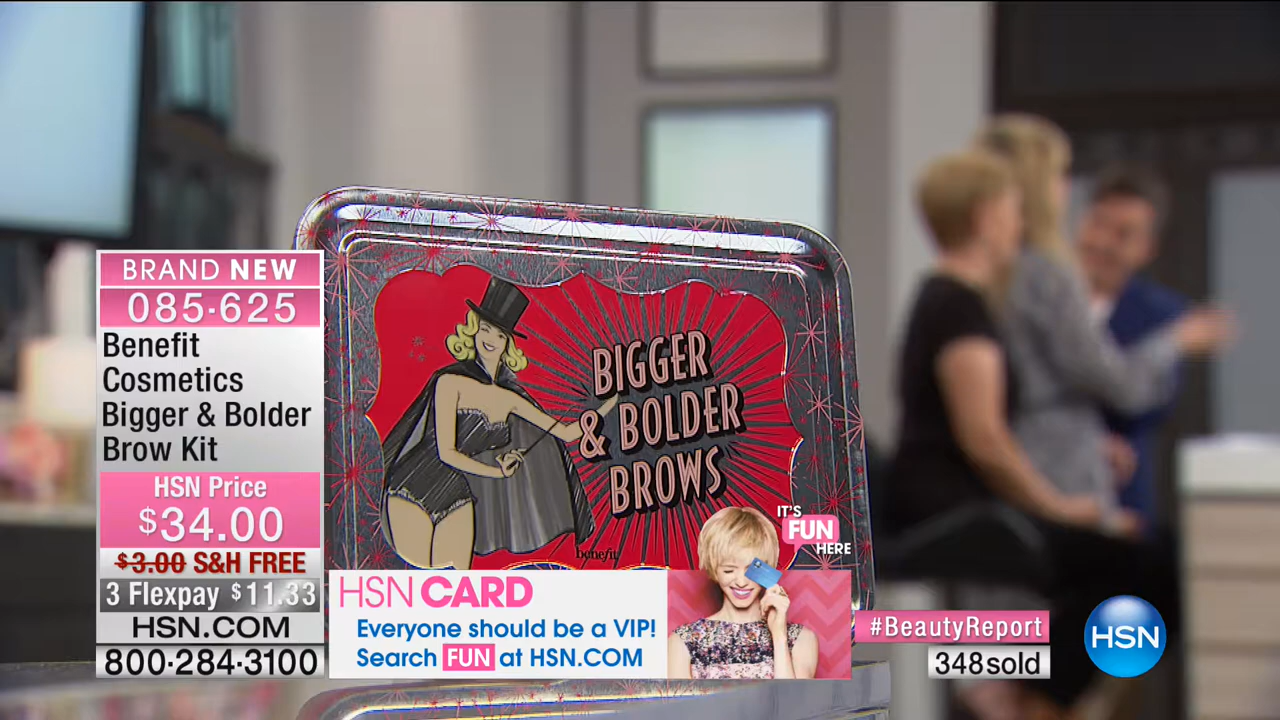 BRAND NEW
085·625
Benefit
Cosmetics
Bigger & Bolder
Brow Kit
HSN Price
$34.00
$3.00 S&H FREE
3 Flexpay $11.33
HSN.COM
800·284·3100
BIGGER
& BOLDER
BROWS
benefit
IT'S
FUN
HERE
HSN CARD
Everyone should be a VIP!
Search FUN at HSN.COM
#BeautyReport
348 sold
HSN